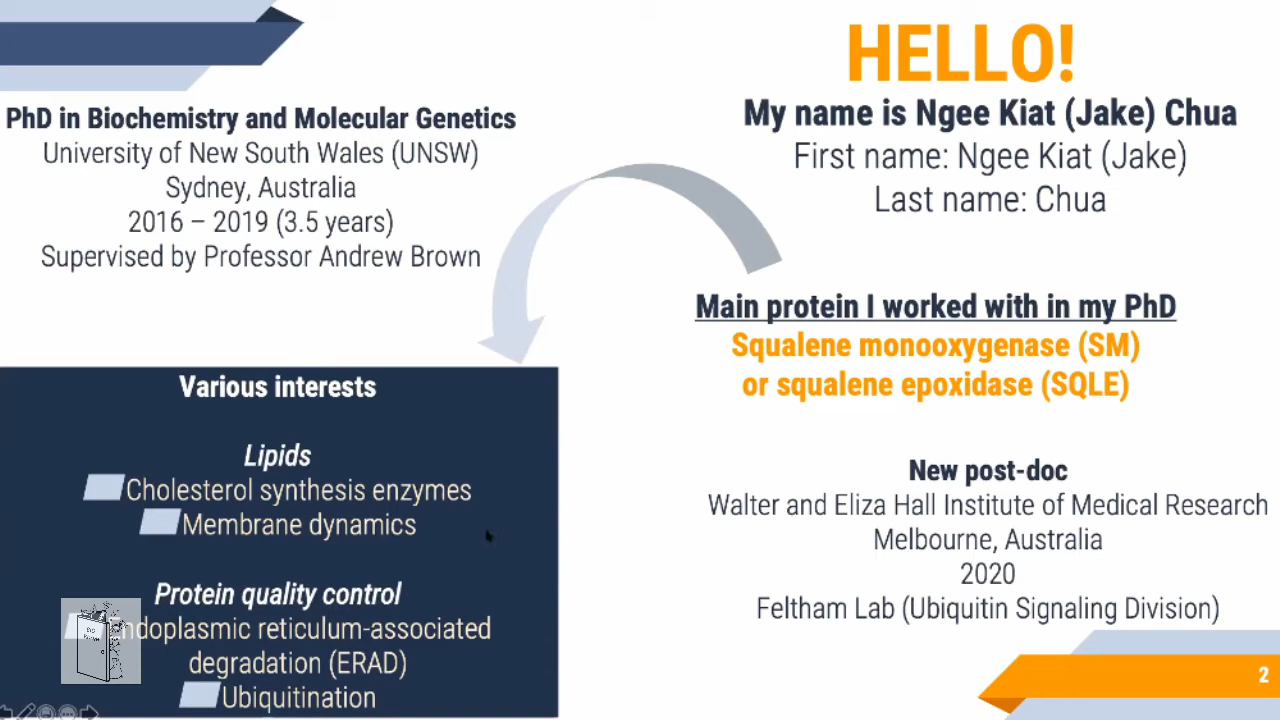 HELLO!
My name is Ngee Kiat (Jake) Chua
First name: Ngee Kiat (Jake)
Last name: Chua
PhD in Biochemistry and Molecular Genetics
University of New South Wales (UNSW)
Sydney, Australia
2016 – 2019 (3.5 years)
Supervised by Professor Andrew Brown
Main protein I worked with in my PhD
Squalene monooxygenase (SM)
or squalene epoxidase (SQLE)
Various interests
Lipids
Cholesterol synthesis enzymes
Membrane dynamics
Protein quality control
Endoplasmic reticulum-associated
degradation (ERAD)
Ubiquitination
New post-doc
Walter and Eliza Hall Institute of Medical Research
Melbourne, Australia
2020
Feltham Lab (Ubiquitin Signaling Division)
2